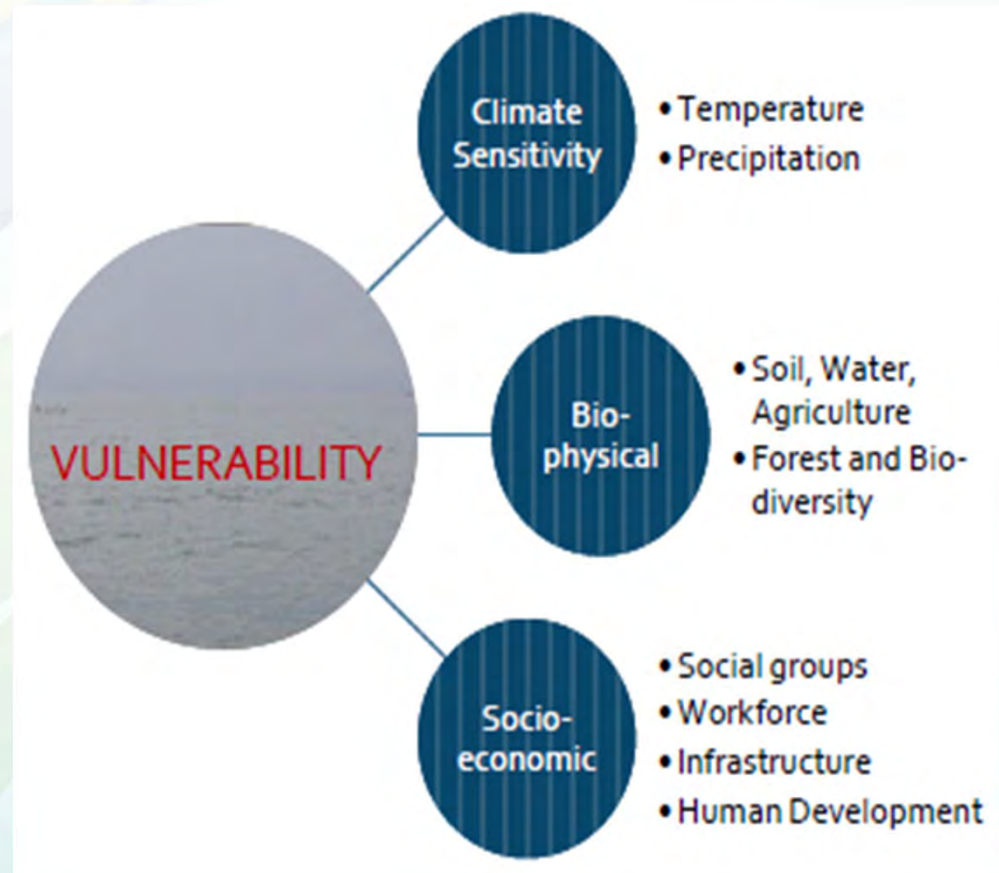 VULNERABILITY
Climate
Sensitivity
• Temperature
• Precipitation
Bio-
physical
• Soil, Water,
Agriculture
• Forest and Bio-
diversity
Socio-
economic
• Social groups
• Workforce
• Infrastructure
• Human Development